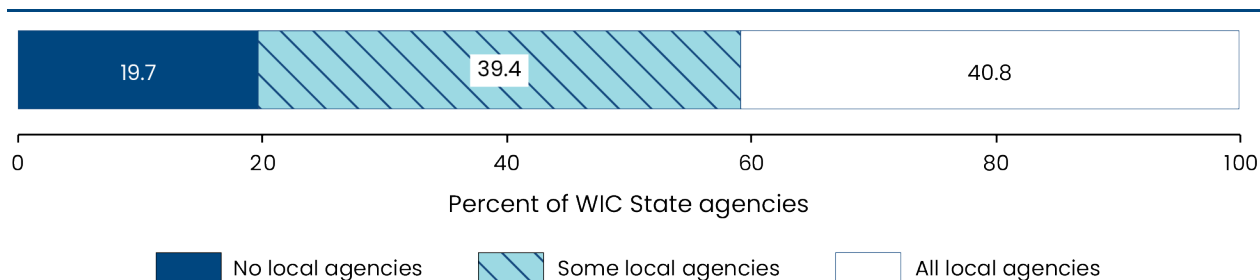 19.7 39.4 40.8
0 20 40 60 80 100
Percent of WIC State agencies
No local agencies Some local agencies All local agencies